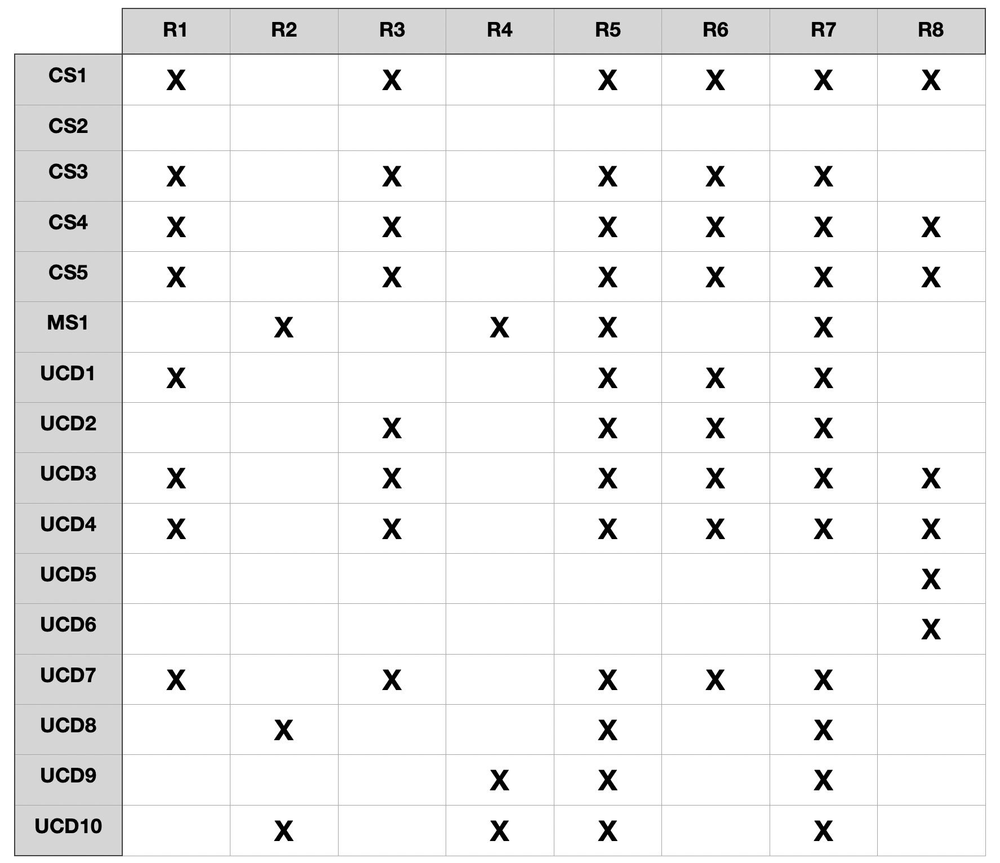 R1 R2 R3 R4 R5 R6 R7 R8
CS1 X X X X X X
CS2
CS3 X X X X X
CS4 X X X X X X
CS5 X X X X X X
MS1 X X X X
UCD1 X X X X
UCD2 X X X X
UCD3 X X X X X X
UCD4 X X X X X X
UCD5 X
UCD6 X
UCD7 X X X X X
UCD8 X X X
UCD9 X X X
UCD10 X X X X